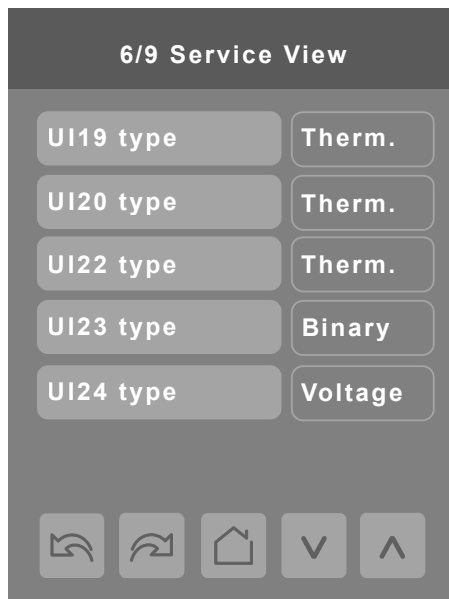 6/9 Service View
UI19 type Therm.
UI20 type Therm.
UI22 type Therm.
UI23 type Binary
UI24 type Voltage